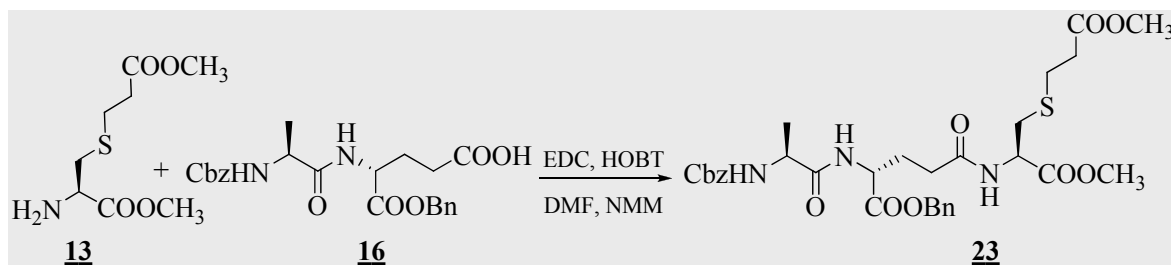 COOCH3
S
H2N
COOCH3
13
+
CbzHN
O
H
N
COOBn
COOH
16
EDC, HOBT
DMF, NMM
CbzHN
O
H
N
COOBn
O
N
H
COOCH3
S
COOCH3
23